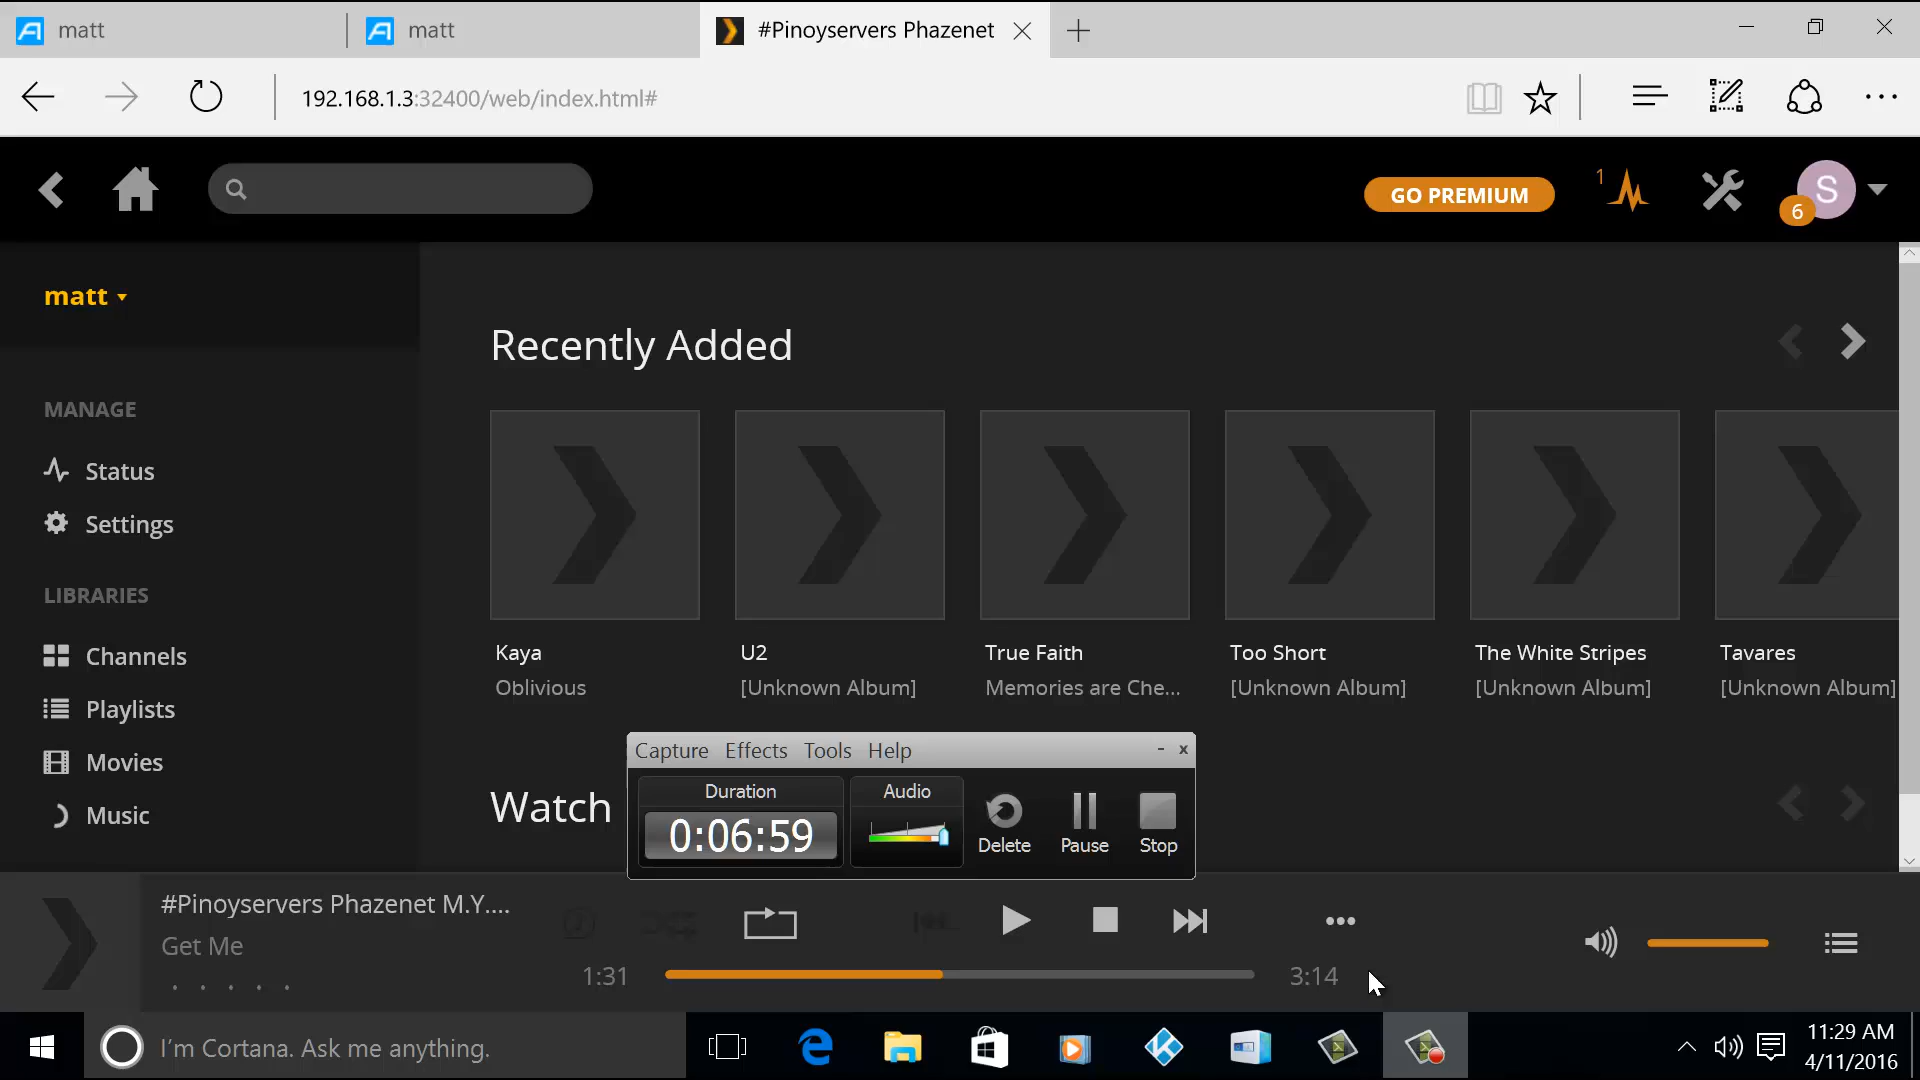 matt
matt
#Pinoyservers Phazenet
192.168.1.3:32400/web/index.html#
GO PREMIUM
1
S
6
matt
Recently Added
MANAGE
Status
Settings
LIBRARIES
Channels
Playlists
Movies
Music
Kaya
Oblivious
U2
[Unknown Album]
True Faith
Memories are Che...
Too Short
[Unknown Album]
The White Stripes
[Unknown Album]
Tavares
[Unknown Album]
Watch
Capture Effects Tools Help
Duration
0:06:59
Audio
Delete
Pause
Stop
#Pinoyservers Phazenet M.Y....
Get Me
1:31
3:14
I'm Cortana. Ask me anything.
11:29 AM
4/11/2016